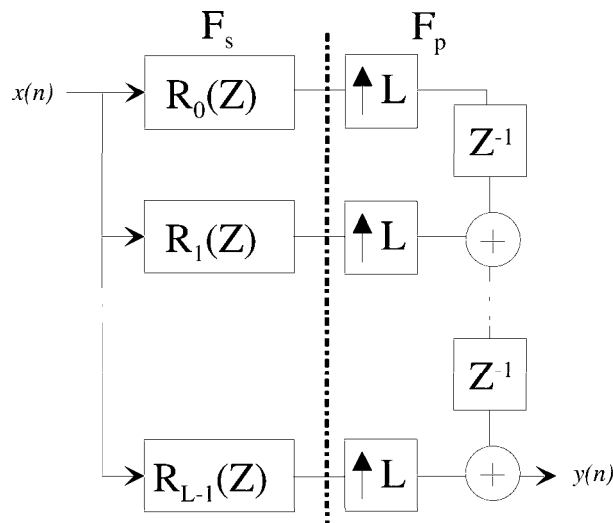 F_s F_p
x(n) R_0(Z) ↑ L
Z^-1
R_1(Z) ↑ L +
Z^-1
R_L-1(Z) ↑ L + y(n)